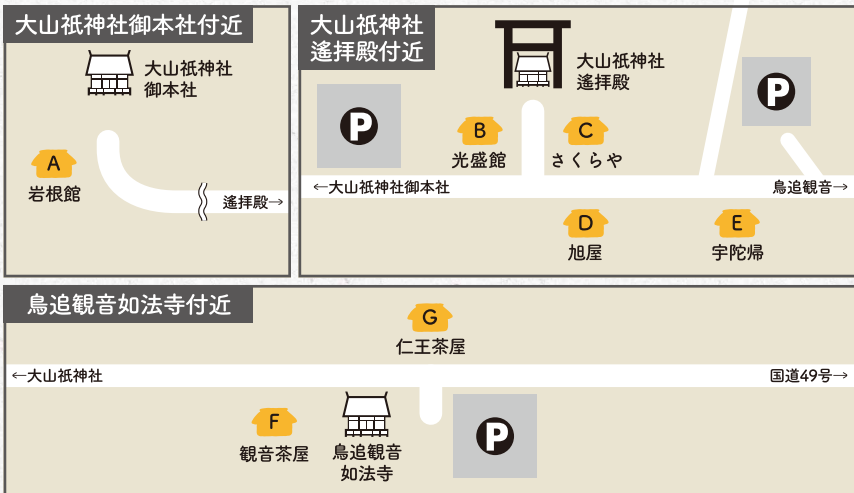 大山祇神社御本社付近
大山祇神社
御本社
A
岩根館
遙拝殿→
大山祇神社
遙拝殿付近
大山祇神社
遙拝殿
P
P
B
光盛館
C
さくらや
←大山祇神社御本社
鳥追観音→
D
旭屋
E
宇陀帰
鳥追観音如法寺付近
G
仁王茶屋
←大山祇神社
国道49号→
F
観音茶屋
鳥追観音
如法寺
P